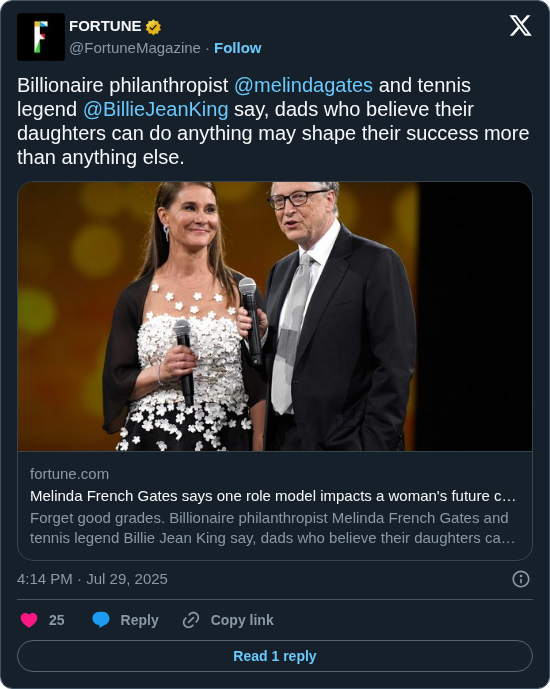 FORTUNE
@FortuneMagazine · Follow
Billionaire philanthropist @melindagates and tennis
legend @BillieJeanKing say, dads who believe their
daughters can do anything may shape their success more
than anything else.
fortune.com
Melinda French Gates says one role model impacts a woman's future c…
Forget good grades. Billionaire philanthropist Melinda French Gates and
tennis legend Billie Jean King say, dads who believe their daughters ca…
4:14 PM · Jul 29, 2025
25 Reply Copy link
Read 1 reply